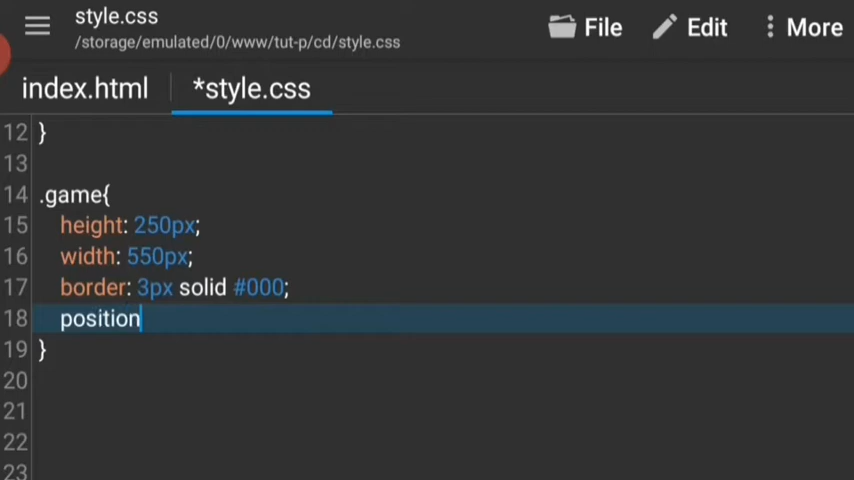 style.css
/storage/emulated/0/www/tut-p/cd/style.css
File Edit More
index.html *style.css
12 }
13
14 .game{
15 height: 250px;
16 width: 550px;
17 border: 3px solid #000;
18 position
19 }
20
21
22
23